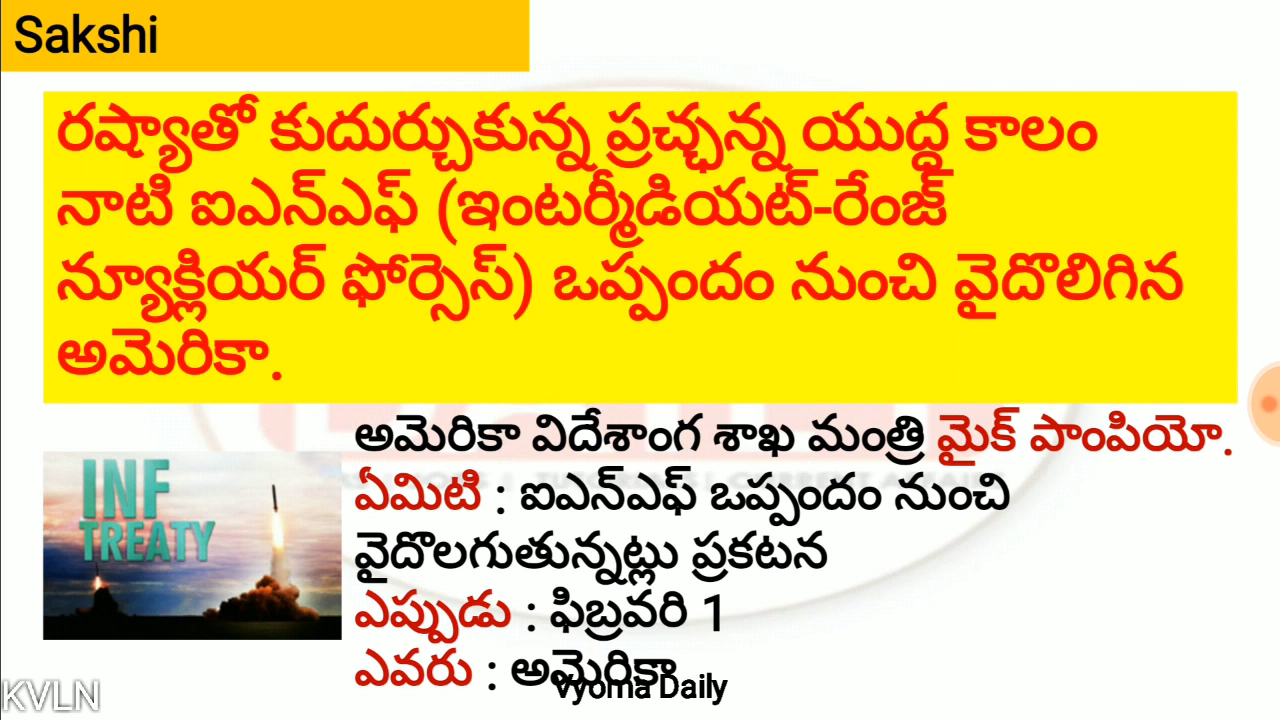 Sakshi
రష్యాతో కుదుర్చుకున్న ప్రచ్ఛన్న యుద్ధ కాలం
నాటి ఐఎన్ఎఫ్ (ఇంటర్మీడియట్-రేంజ్
న్యూక్లియర్ ఫోర్సెస్) ఒప్పందం నుంచి వైదొలిగిన
అమెరికా.
అమెరికా విదేశాంగ శాఖ మంత్రి మైక్ పాంపియో.
INF
TREATY
ఏమిటి : ఐఎన్ఎఫ్ ఒప్పందం నుంచి
వైదొలగుతున్నట్లు ప్రకటన
ఎప్పుడు : ఫిబ్రవరి 1
ఎవరు : అమెరికా
Vyoma Daily
KVLN